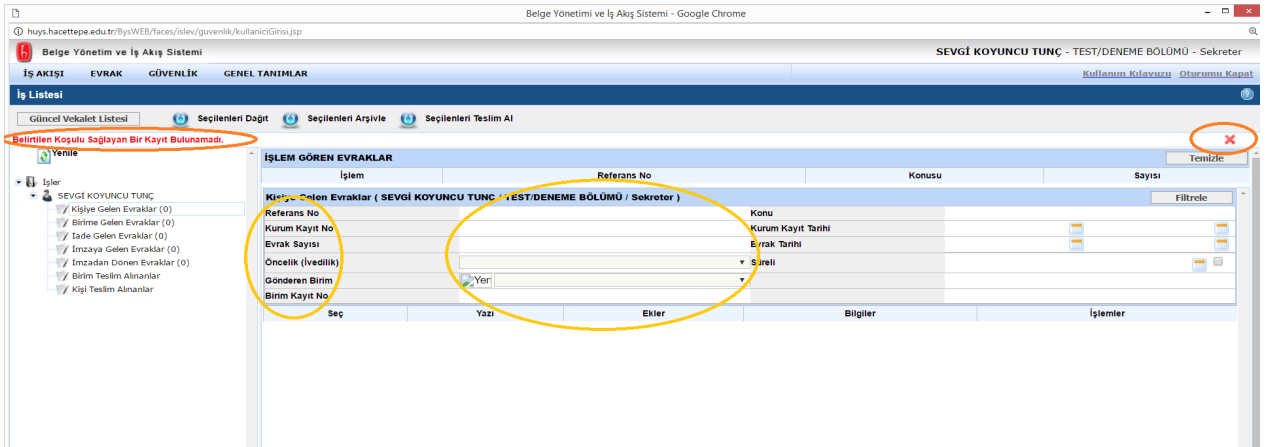 Belge Yönetimi ve İş Akış Sistemi - Google Chrome
huys.hacettepe.edu.tr/BysWEB/faces/islev/guvenlik/kullaniciGirisi.jsp
Belge Yönetim ve İş Akış Sistemi SEVGİ KOYUNCU TUNÇ - TEST/DENEME BÖLÜMÜ - Sekreter
İŞ AKIŞI EVRAK GÜVENLİK GENEL TANIMLAR Kullanım Kılavuzu Oturumu Kapat
İş Listesi
Güncel Vekalet Listesi Seçilenleri Dağıt Seçilenleri Arşivle Seçilenleri Teslim Al
Belirtilen Koşulu Sağlayan Bir Kayıt Bulunamadı.
Yenile
İşler
SEVGİ KOYUNCU TUNÇ
Kişiye Gelen Evraklar (0)
Birime Gelen Evraklar (0)
İade Gelen Evraklar (0)
İmzaya Gelen Evraklar (0)
İmzadan Dönen Evraklar (0)
Birim Teslim Alınanlar
Kişi Teslim Alınanlar
İŞLEM GÖREN EVRAKLAR Temizle
İşlem Referans No Konusu Sayısı
Kişiye Gelen Evraklar ( SEVGİ KOYUNCU TUNÇ / TEST/DENEME BÖLÜMÜ / Sekreter ) Filtrele
Referans No Konu
Kurum Kayıt No Kurum Kayıt Tarihi
Evrak Sayısı Evrak Tarihi
Öncelik (İvedilik) Süreli
Gönderen Birim Yer
Birim Kayıt No
Seç Yazı Ekler Bilgiler İşlemler